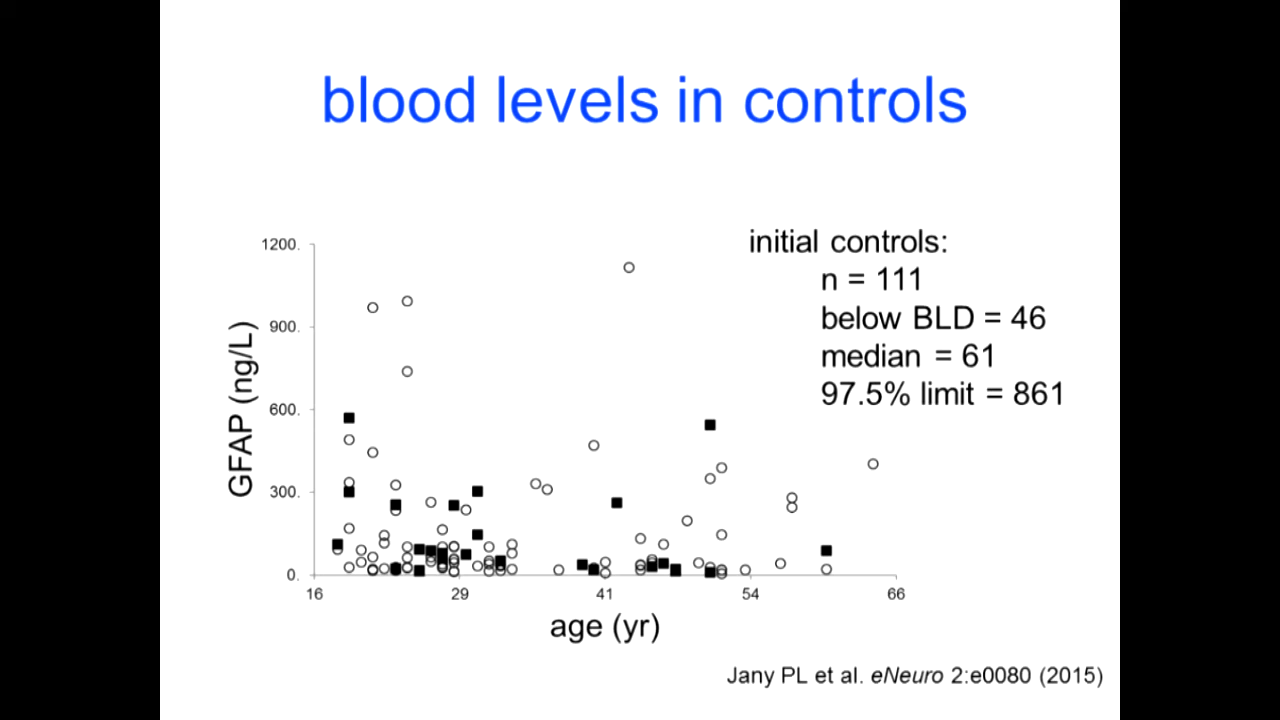 blood levels in controls
initial controls:
n = 111
below BLD = 46
median = 61
97.5% limit = 861
GFAP (ng/L)
1200.
900.
600.
300.
0.
16 29 41 54 66
age (yr)
Jany PL et al. eNeuro 2:e0080 (2015)